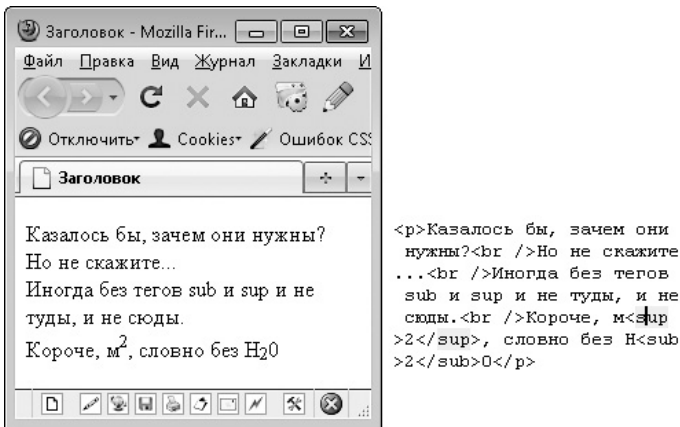 Заголовок - Mozilla Fir...
Файл Правка Вид Журнал Закладки И
Отключить Cookies Ошибок CSS
Заголовок
Казалось бы, зачем они нужны?
Но не скажите...
Иногда без тегов sub и sup и не
туды, и не сюды.
Короче, м2, словно без H20
<p>Казалось бы, зачем они
нужны?<br />Но не скажите
...<br />Иногда без тегов
sub и sup и не туды, и не
сюды.<br />Короче, м<sup
>2</sup>, словно без H<sub
>2</sub>0</p>